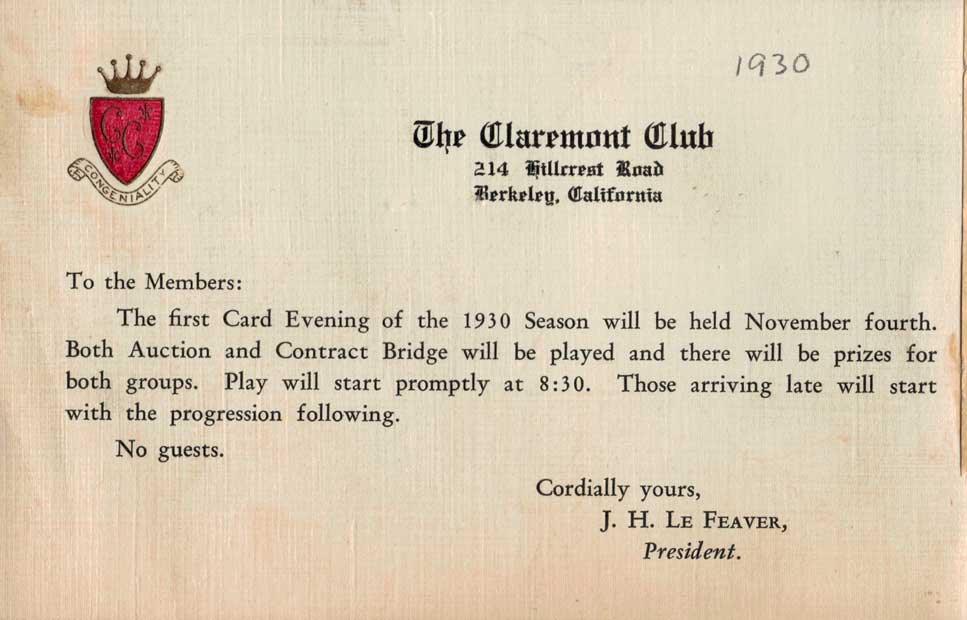 1930
CC
CONGENIALITY
The Claremont Club
214 Hillcrest Road
Berkeley, California
To the Members:
The first Card Evening of the 1930 Season will be held November fourth.
Both Auction and Contract Bridge will be played and there will be prizes for
both groups. Play will start promptly at 8:30. Those arriving late will start
with the progression following.
No guests.
Cordially yours,
J. H. LE FEAVER,
President.